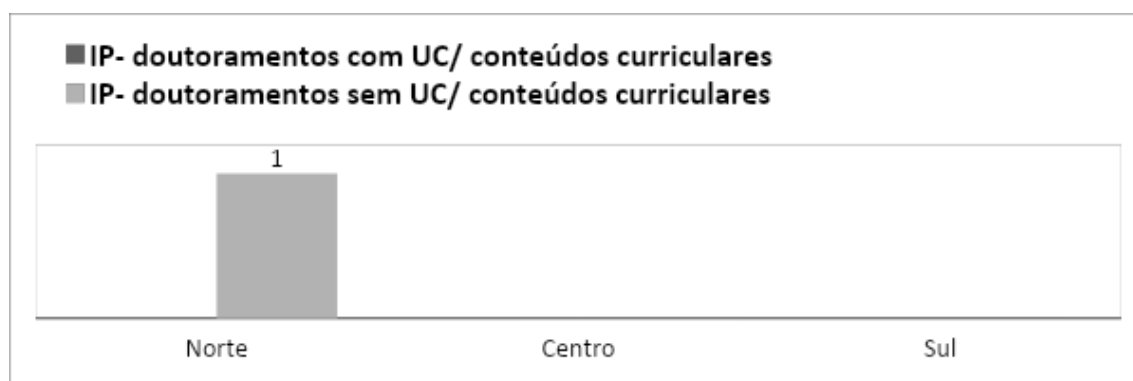 IP- doutoramentos com UC/ conteúdos curriculares
IP- doutoramentos sem UC/ conteúdos curriculares
1
Norte Centro Sul